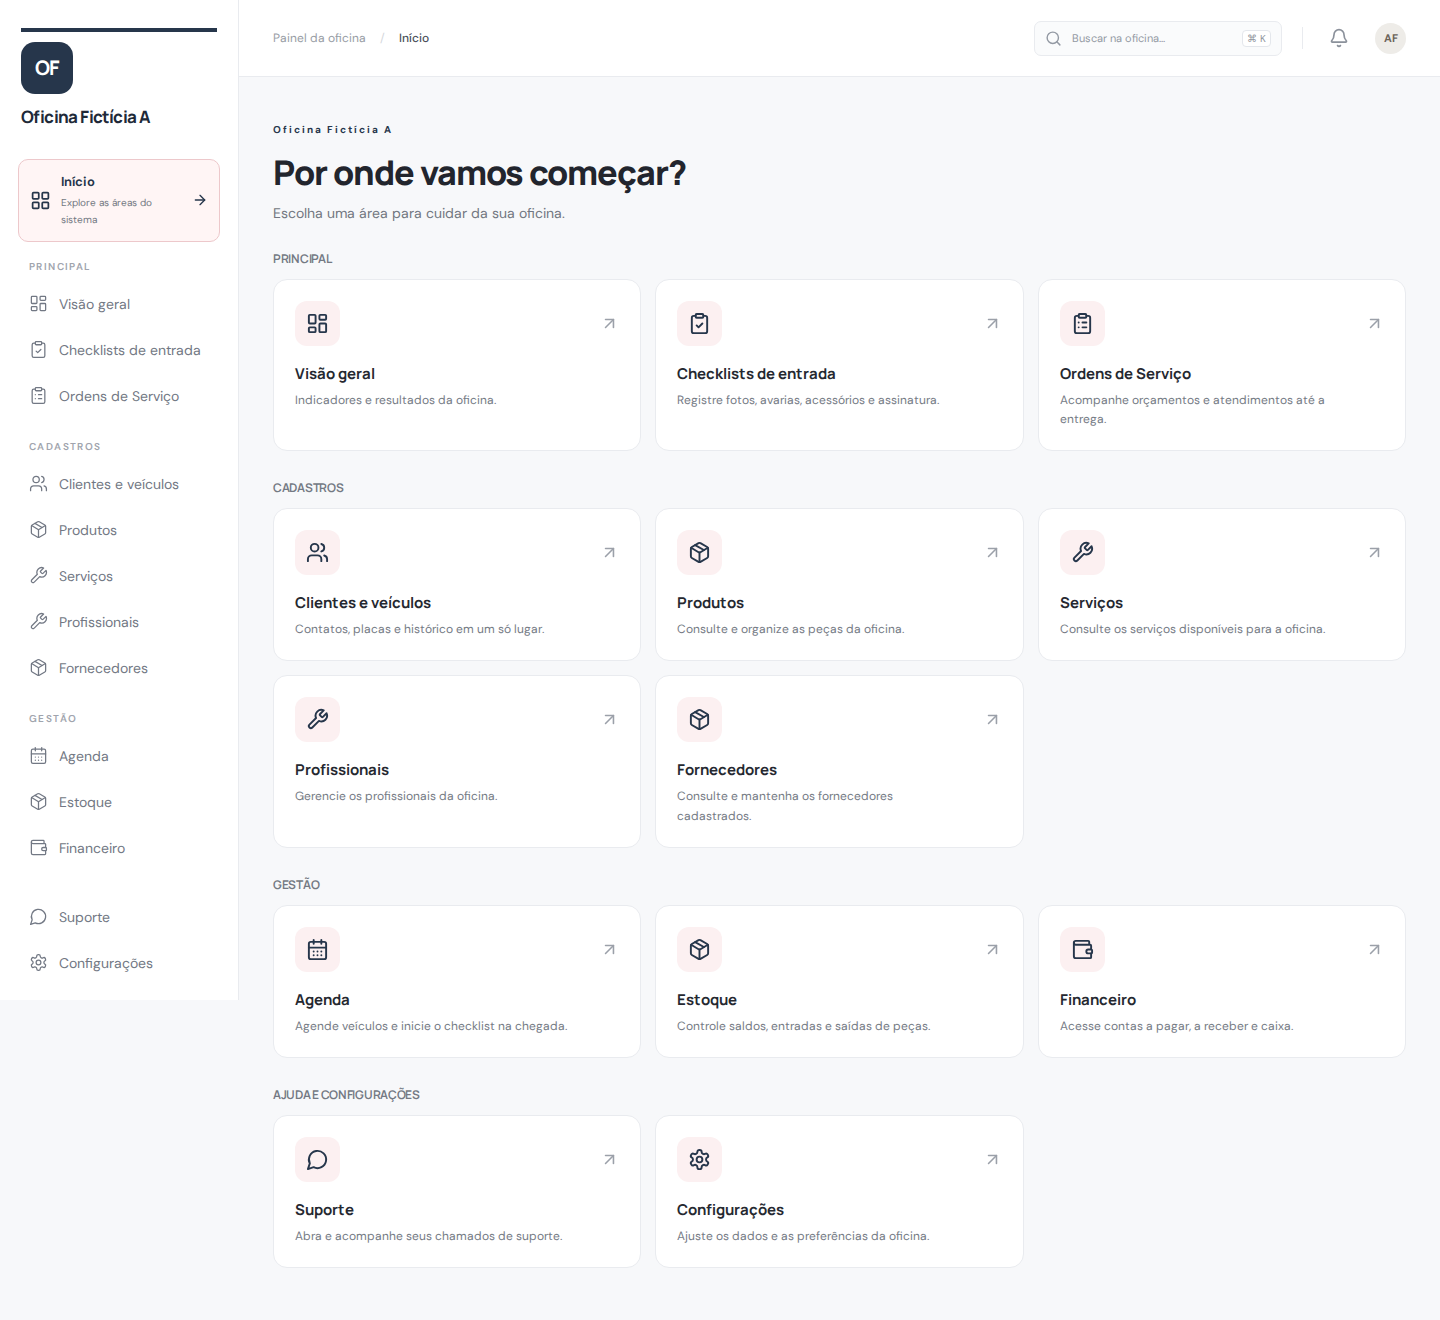 OF
Oficina Fictícia A
Início
Explore as áreas do
sistema
PRINCIPAL
Visão geral
Checklists de entrada
Ordens de Serviço
CADASTROS
Clientes e veículos
Produtos
Serviços
Profissionais
Fornecedores
GESTÃO
Agenda
Estoque
Financeiro
Suporte
Configurações
Painel da oficina / Início
Buscar na oficina... ⌘ K
AF
Oficina Fictícia A
Por onde vamos começar?
Escolha uma área para cuidar da sua oficina.
PRINCIPAL
Visão geral
Indicadores e resultados da oficina.
Checklists de entrada
Registre fotos, avarias, acessórios e assinatura.
Ordens de Serviço
Acompanhe orçamentos e atendimentos até a
entrega.
CADASTROS
Clientes e veículos
Contatos, placas e histórico em um só lugar.
Produtos
Consulte e organize as peças da oficina.
Serviços
Consulte os serviços disponíveis para a oficina.
Profissionais
Gerencie os profissionais da oficina.
Fornecedores
Consulte e mantenha os fornecedores
cadastrados.
GESTÃO
Agenda
Agende veículos e inicie o checklist na chegada.
Estoque
Controle saldos, entradas e saídas de peças.
Financeiro
Acesse contas a pagar, a receber e caixa.
AJUDA E CONFIGURAÇÕES
Suporte
Abra e acompanhe seus chamados de suporte.
Configurações
Ajuste os dados e as preferências da oficina.